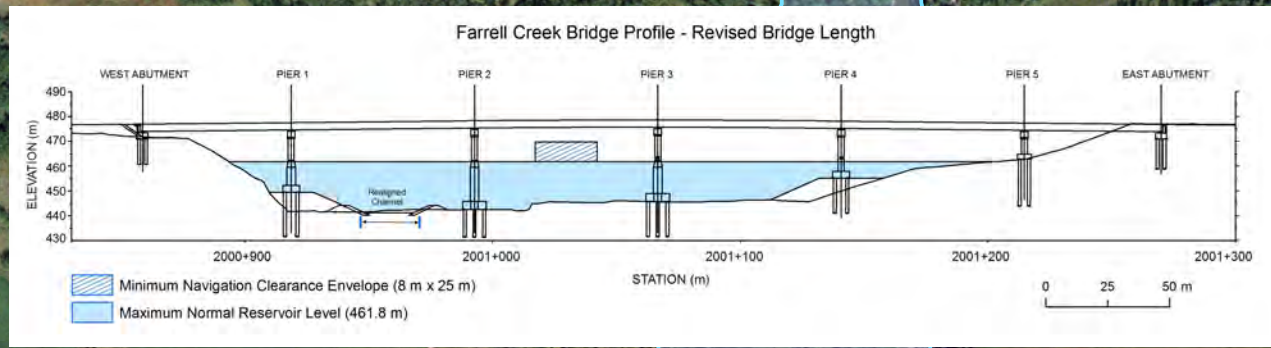 Farrell Creek Bridge Profile - Revised Bridge Length
WEST ABUTMENT PIER 1 PIER 2 PIER 3 PIER 4 PIER 5 EAST ABUTMENT
490
480
470
460
450
440
430
ELEVATION (m)
Realigned
Channel
2000+900 2001+000 2001+100 2001+200 2001+300
STATION (m)
Minimum Navigation Clearance Envelope (8 m x 25 m)
Maximum Normal Reservoir Level (461.8 m)
0 25 50 m